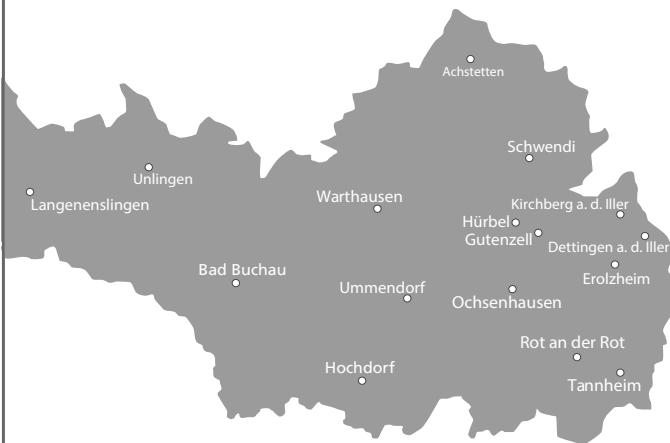 Achstetten
Schwendi
Unlingen
Langenenslingen
Warthausen
Kirchberg a. d. Iller
Hürbel
Gutenzell
Dettingen a. d. Iller
Bad Buchau
Erolzheim
Ummendorf
Ochsenhausen
Rot an der Rot
Hochdorf
Tannheim